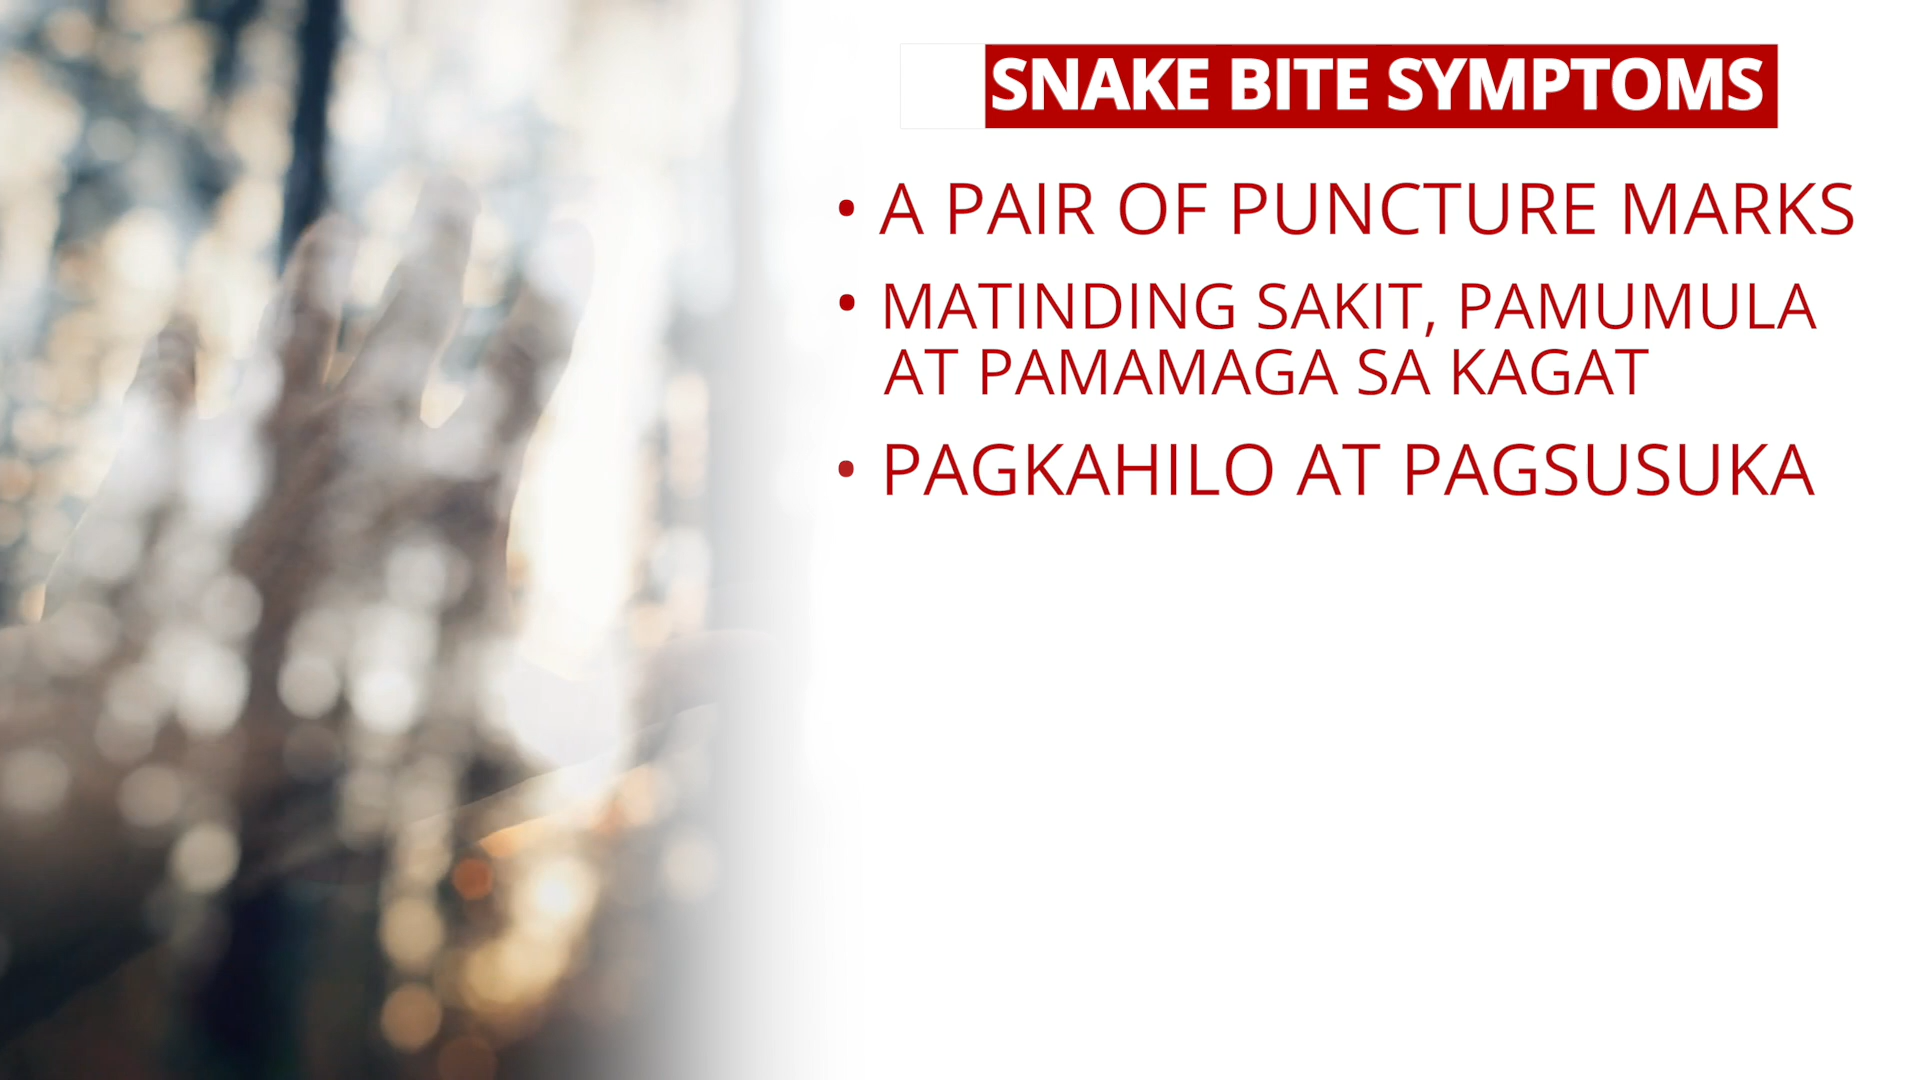 SNAKE BITE SYMPTOMS
• A PAIR OF PUNCTURE MARKS
• MATINDING SAKIT, PAMUMULA
AT PAMAMAGA SA KAGAT
• PAGKAHILO AT PAGSUSUKA